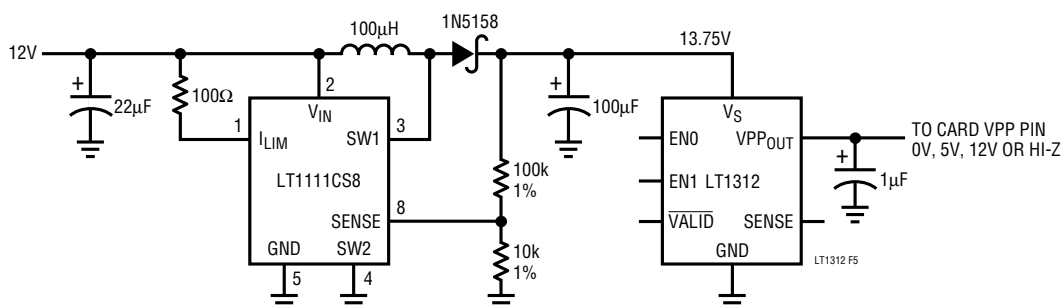 1N5158
100μH
13.75V
12V
+
22μF
100Ω
2
VIN
1
ILIM
SW1
3
LT1111CS8
SENSE
8
GND
SW2
5
4
100k
1%
10k
1%
+
100μF
VS
EN0
VPPOUT
EN1
LT1312
VALID
SENSE
GND
+
1μF
TO CARD VPP PIN
0V, 5V, 12V OR HI-Z
LT1312 F5